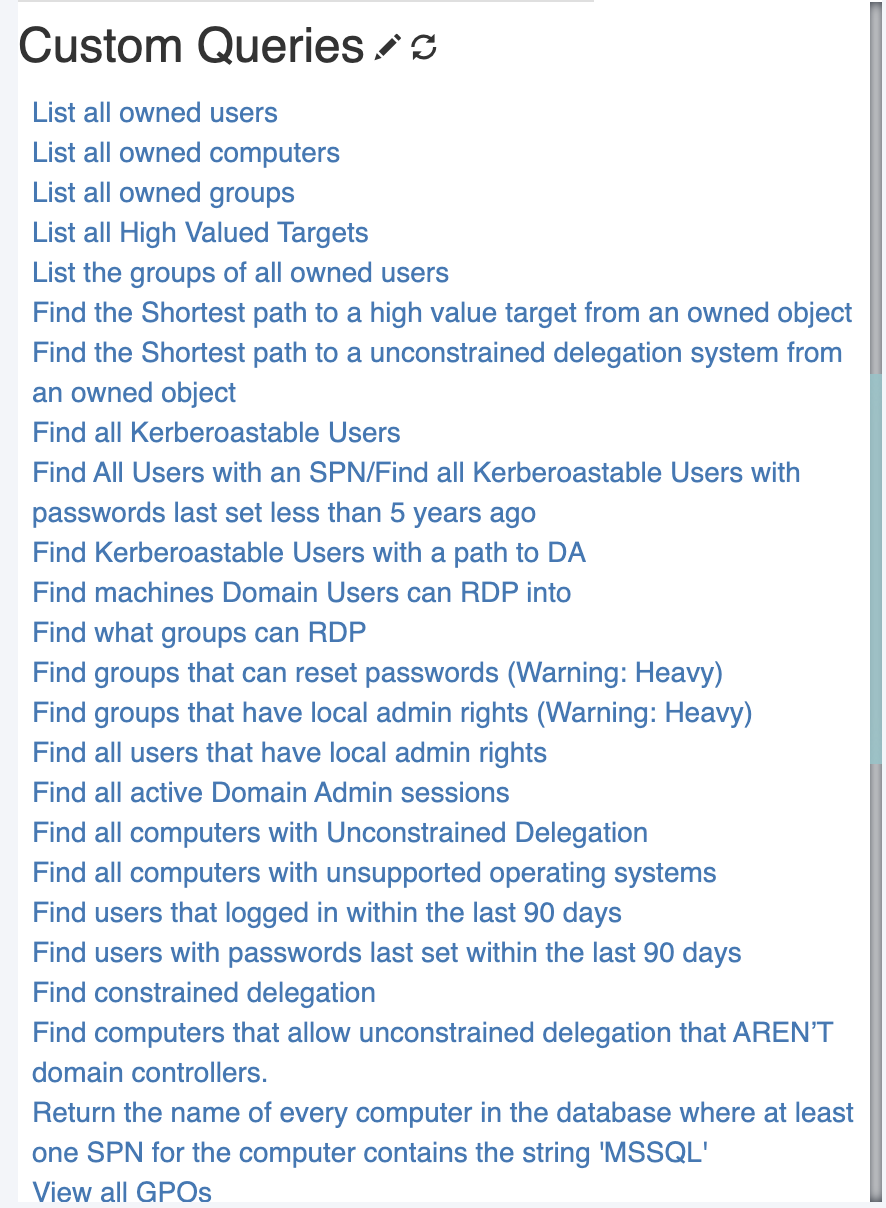 Custom Queries
List all owned users
List all owned computers
List all owned groups
List all High Valued Targets
List the groups of all owned users
Find the Shortest path to a high value target from an owned object
Find the Shortest path to a unconstrained delegation system from
an owned object
Find all Kerberoastable Users
Find All Users with an SPN/Find all Kerberoastable Users with
passwords last set less than 5 years ago
Find Kerberoastable Users with a path to DA
Find machines Domain Users can RDP into
Find what groups can RDP
Find groups that can reset passwords (Warning: Heavy)
Find groups that have local admin rights (Warning: Heavy)
Find all users that have local admin rights
Find all active Domain Admin sessions
Find all computers with Unconstrained Delegation
Find all computers with unsupported operating systems
Find users that logged in within the last 90 days
Find users with passwords last set within the last 90 days
Find constrained delegation
Find computers that allow unconstrained delegation that AREN’T
domain controllers.
Return the name of every computer in the database where at least
one SPN for the computer contains the string 'MSSQL'
View all GPOs